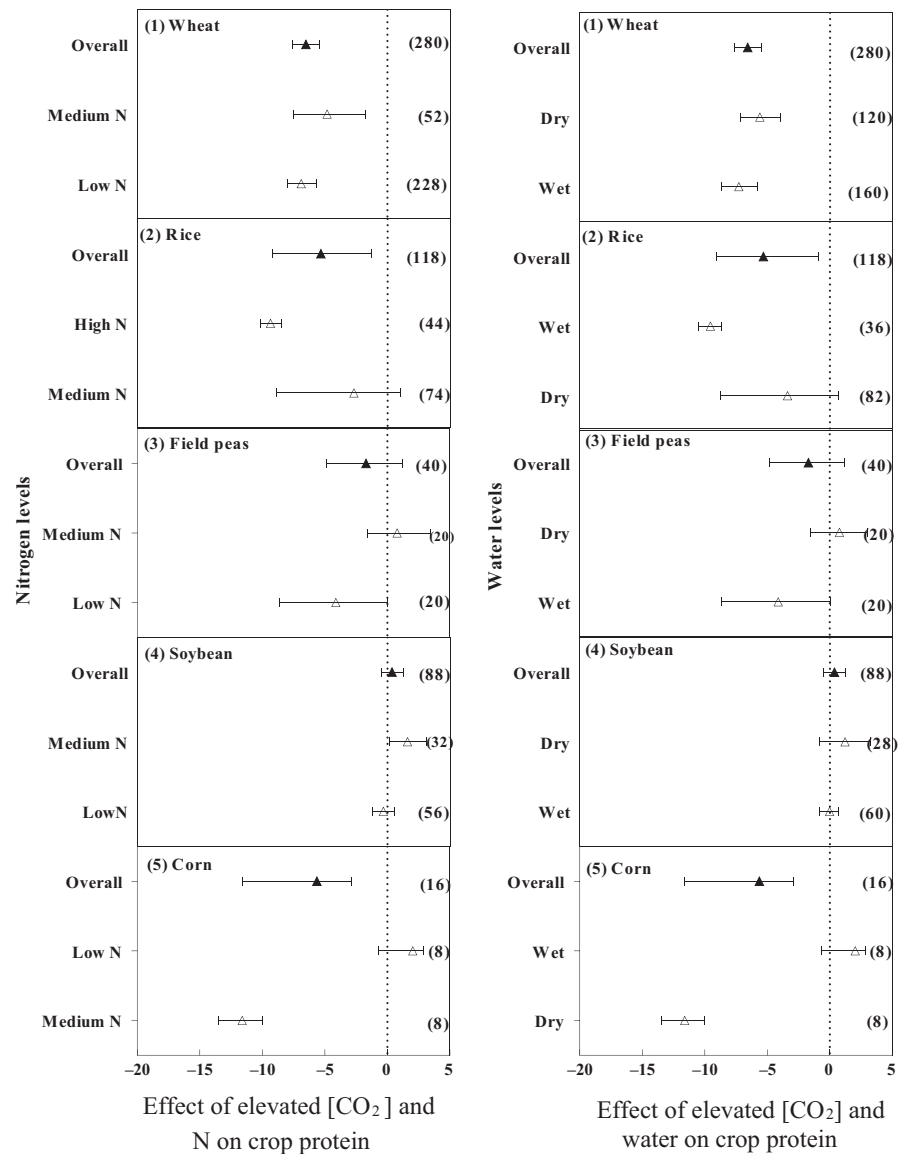 (1) Wheat
Overall (280)
Medium N (52)
Low N (228)
(2) Rice
Overall (118)
High N (44)
Medium N (74)
(3) Field peas
Overall (40)
Medium N (20)
Low N (20)
(4) Soybean
Overall (88)
Medium N (32)
LowN (56)
(5) Corn
Overall (16)
Low N (8)
Medium N (8)
Nitrogen levels
−20 −15 −10 −5 0 5
Effect of elevated [CO₂] and
N on crop protein
(1) Wheat
Overall (280)
Dry (120)
Wet (160)
(2) Rice
Overall (118)
Wet (36)
Dry (82)
(3) Field peas
Overall (40)
Dry (20)
Wet (20)
(4) Soybean
Overall (88)
Dry (28)
Wet (60)
(5) Corn
Overall (16)
Wet (8)
Dry (8)
Water levels
−20 −15 −10 −5 0 5
Effect of elevated [CO₂] and
water on crop protein